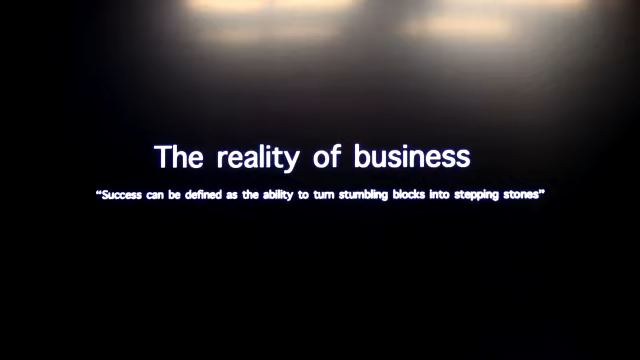 The reality of business
“Success can be defined as the ability to turn stumbling blocks into stepping stones”